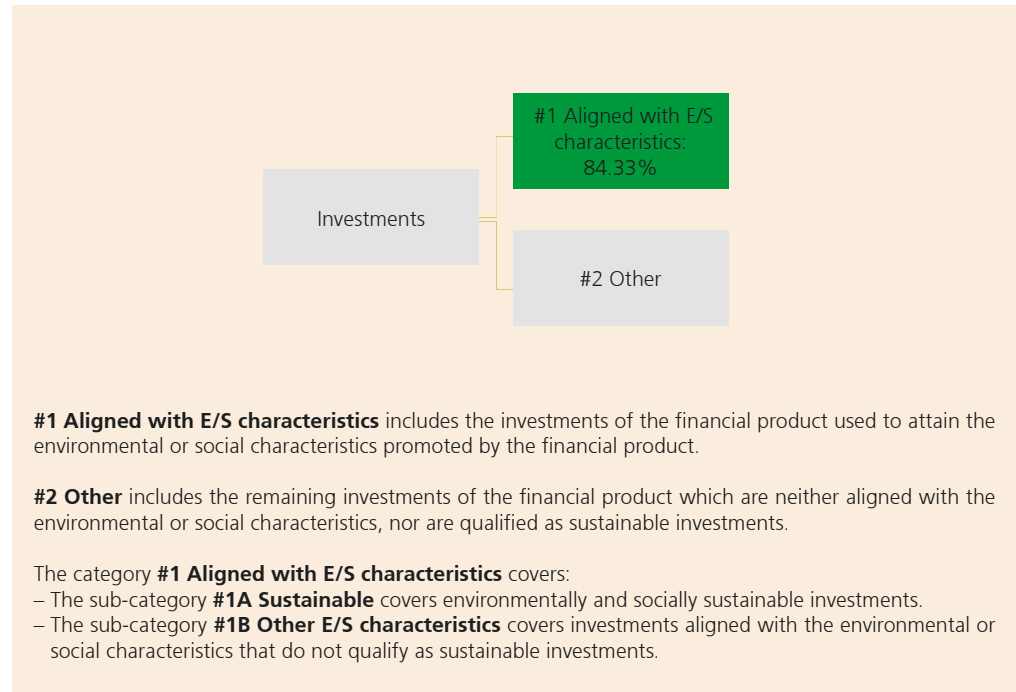 #1 Aligned with E/S
characteristics:
84.33%
Investments
#2 Other
#1 Aligned with E/S characteristics includes the investments of the financial product used to attain the
environmental or social characteristics promoted by the financial product.
#2 Other includes the remaining investments of the financial product which are neither aligned with the
environmental or social characteristics, nor are qualified as sustainable investments.
The category #1 Aligned with E/S characteristics covers:
– The sub-category #1A Sustainable covers environmentally and socially sustainable investments.
– The sub-category #1B Other E/S characteristics covers investments aligned with the environmental or
social characteristics that do not qualify as sustainable investments.